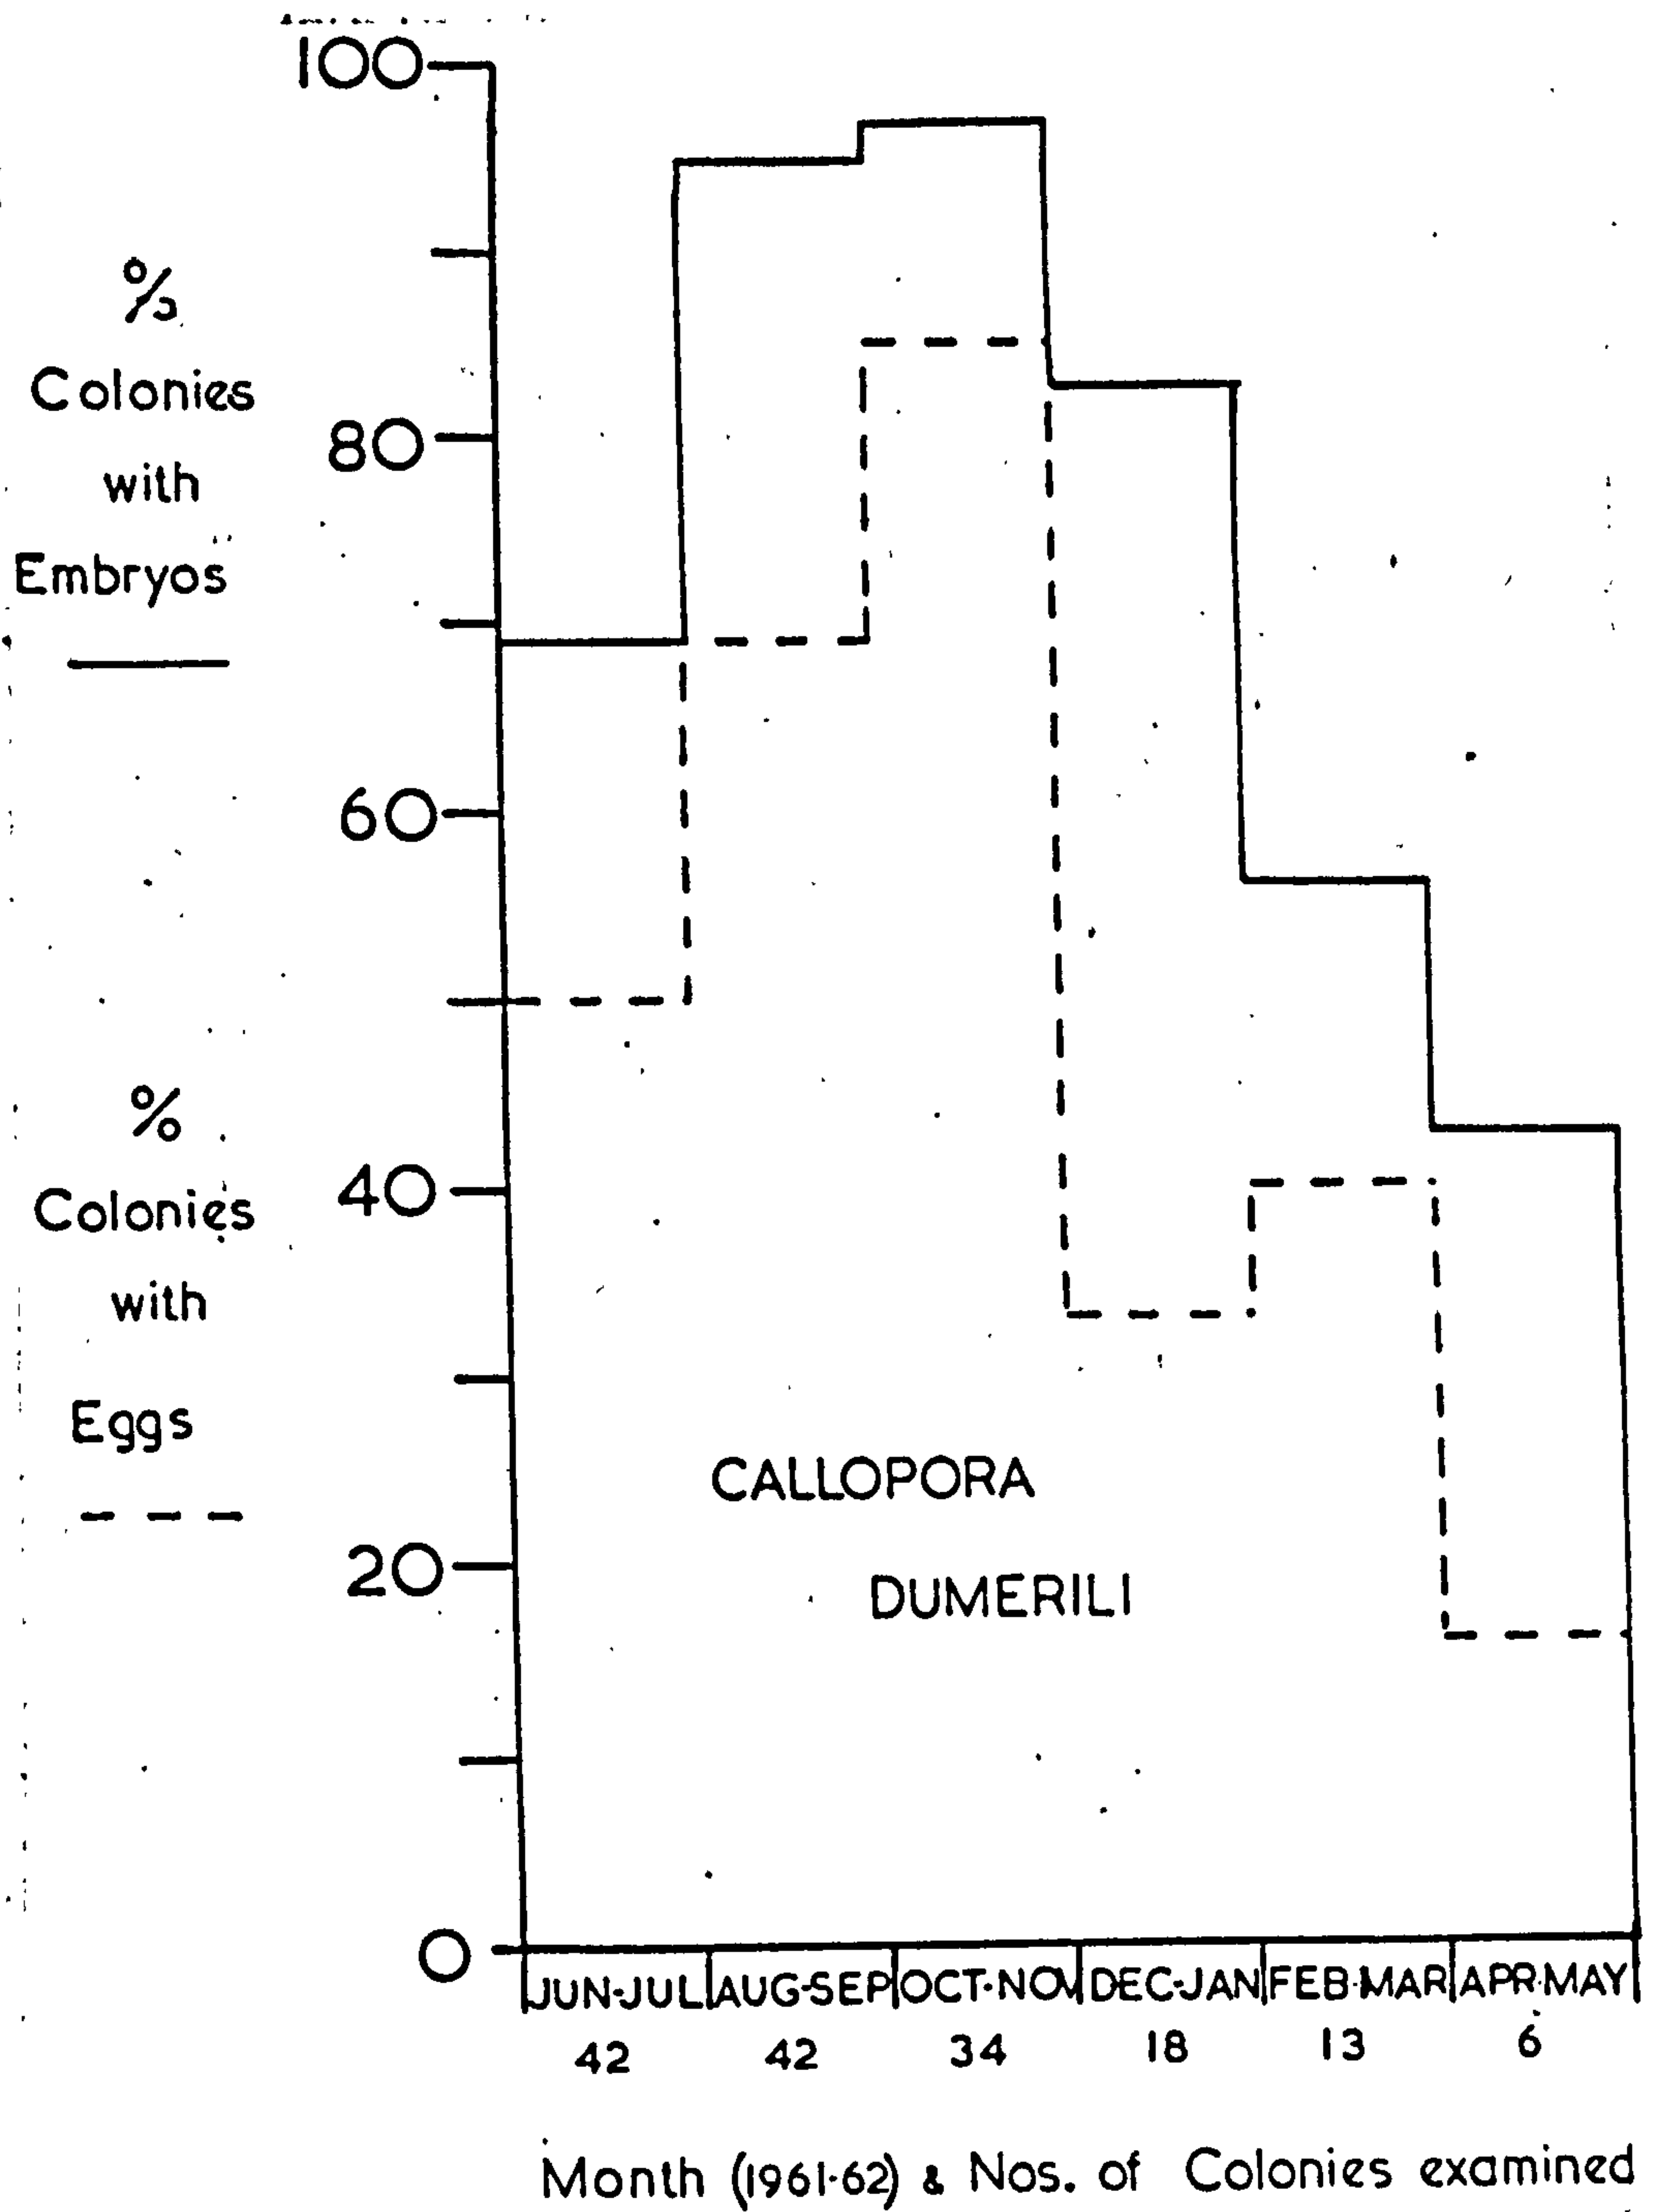 100
80
60
40
20
0
%
Colonies
with
Embryos
%
Colonies
with
Eggs
CALLOPORA
DUMERILI
JUN·JUL AUG-SEP OCT·NOV DEC·JAN FEB·MAR APR·MAY
42 42 34 18 13 6
Month (1961·62) & Nos. of Colonies examined